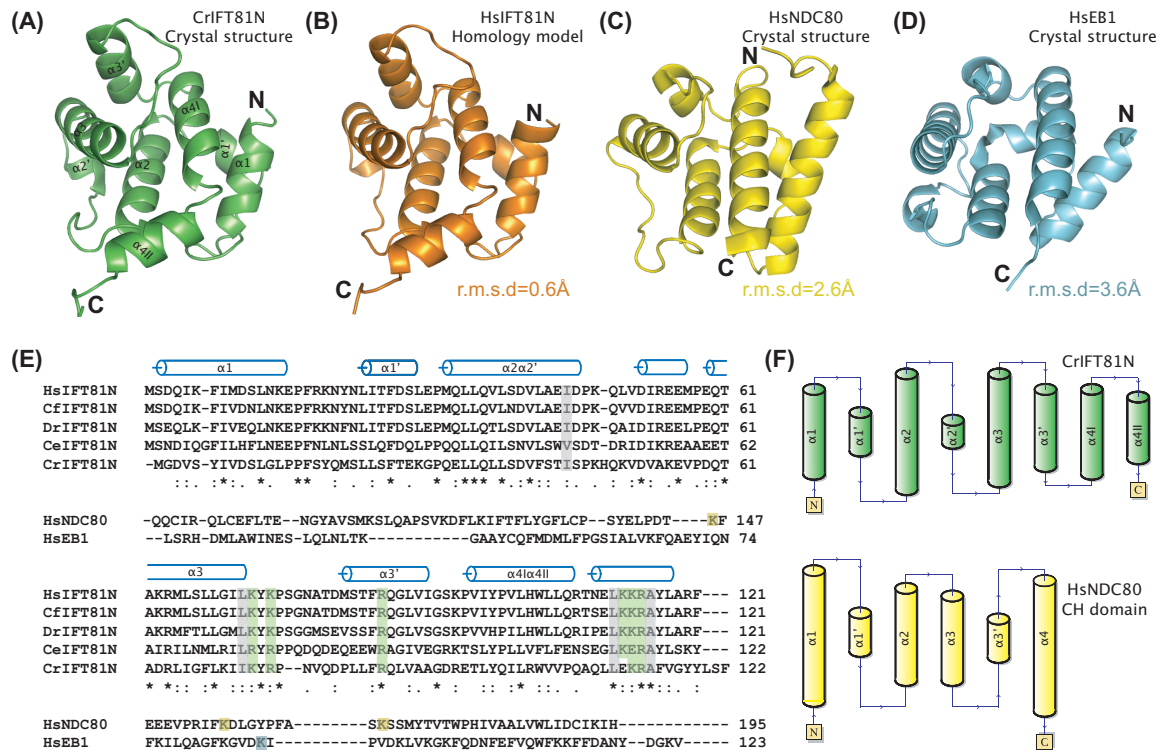 (A)
CrIFT81N
Crystal structure
α3'
α4I
N
α3
α2'
α2
α1'
α1
α4II
C
(B)
HsIFT81N
Homology model
N
C
r.m.s.d=0.6Å
(C)
HsNDC80
Crystal structure
N
C
r.m.s.d=2.6Å
(D)
HsEB1
Crystal structure
N
C
r.m.s.d=3.6Å
(E)
α1 α1' α2α2'
HsIFT81N MSDQIK-FIMDSLNKEPFRKNYNLITFDSLEPMQLLQVLSDVLAEIDPK-QLVDIREEMPEQT 61
CfIFT81N MSDQIK-FIVDNLNKEPFRKNYNLITFDSLEPMQLLQVLNDVLAEIDPK-QVVDIREEMPEQT 61
DrIFT81N MSEQLK-FIVEQLNKEPFKKNFNLITFDSLEPMQLLQTLSDVLAEIDPK-QAIDIREELPEQT 61
CeIFT81N MSNDIQGFILHFLNEEPFNLNLNSSLQFDQLPPQQLLQILSNVLSWVSDT-DRIDIKREAAEET 62
CrIFT81N -MGDVS-YIVDSLGLPPFSYQMSLLSFTEKGPQELLQLLSDVFSTISPKHQKVDVAKEVPDQT 61
HsNDC80 -QQCIR-QLCEFLTE--NGYAVSMKSLQAPSVKDFLKIFTFLYGFLCP--SYELPDT----KF 147
HsEB1 --LSRH-DMLAWINES-LQLNLTK----------GAAYCQFMDMLFPGSIALVKFQAEYIQN 74
α3 α3' α4Iα4II
HsIFT81N AKRMLSLLGILKYKPSGNATDMSTFRQGLVIGSKPVIYPVLHWLLQRTNELKKRAYLARF--- 121
CfIFT81N AKRMLSLLGILKYKPPGNATDMSTFRQGLVIGSKPVIYPVLHWLLQRTNELKKRAYLARF--- 121
DrIFT81N AKRMFTLLGMLKYKPSGGMSEVSSFRQGLVSGSKPVVHPILHWLLQRIPELKKRAYLARF--- 121
CeIFT81N AIRILNMLRILRYRPPQDQDEQEEWRAGIVEGRKTSLYPLLVFLFENSEGLKERAYLSKY--- 122
CrIFT81N ADRLIGFLKIIKYRP--NVQDPLLFRQLVAAGDRETLYQILRWVVPQAQLLEKRAFVGYYLSF 122
HsNDC80 EEEVPRIFKDLGYPFA-------SKSSMYTVTWPHIVAALVWLIDCIKIH------------- 195
HsEB1 FKILQAGFKGVDKI---------PVDKLVKGKFQDNFEFVQWFKKFFDANY--DGKV------ 123
(F)
CrIFT81N
α1 α1' α2 α2' α3 α3' α4I α4II
N C
HsNDC80
CH domain
α1 α1' α2 α3 α3' α4
N C